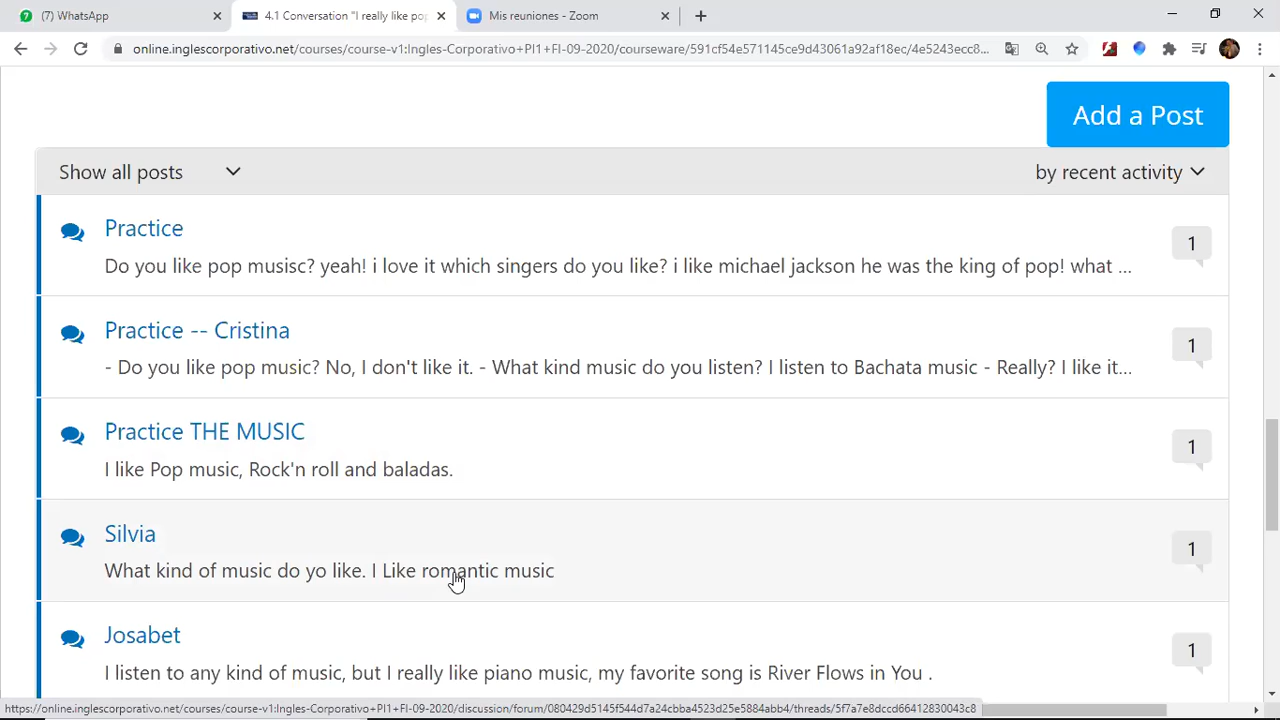 (7) WhatsApp
4.1 Conversation "I really like pop
Mis reuniones - Zoom
online.inglescorporativo.net/courses/course-v1:Ingles-Corporativo+PI1+FI-09-2020/courseware/591cf54e571145ce9d43061a92af18ec/4e5243ecc8...
Add a Post
Show all posts
by recent activity
Practice
1
Do you like pop musisc? yeah! i love it which singers do you like? i like michael jackson he was the king of pop! what ...
Practice -- Cristina
1
- Do you like pop music? No, I don't like it. - What kind music do you listen? I listen to Bachata music - Really? I like it...
Practice THE MUSIC
1
I like Pop music, Rock'n roll and baladas.
Silvia
1
What kind of music do yo like. I Like romantic music
Josabet
1
I listen to any kind of music, but I really like piano music, my favorite song is River Flows in You .
https://online.inglescorporativo.net/courses/course-v1:Ingles-Corporativo+PI1+FI-09-2020/discussion/forum/080429d5145f544d7a24cbba4523d25e5884abb4/threads/5f7a7e8dccd66412830043c8